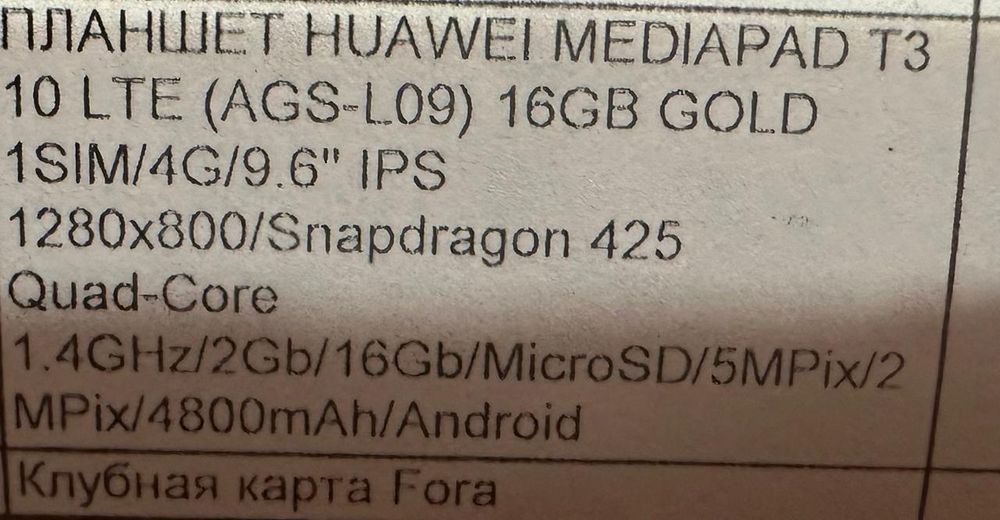 ПЛАНШЕТ HUAWEI MEDIAPAD T3
10 LTE (AGS-L09) 16GB GOLD
1SIM/4G/9.6" IPS
1280x800/Snapdragon 425
Quad-Core
1.4GHz/2Gb/16Gb/MicroSD/5MPix/2
MPix/4800mAh/Android
Клубная карта Fora